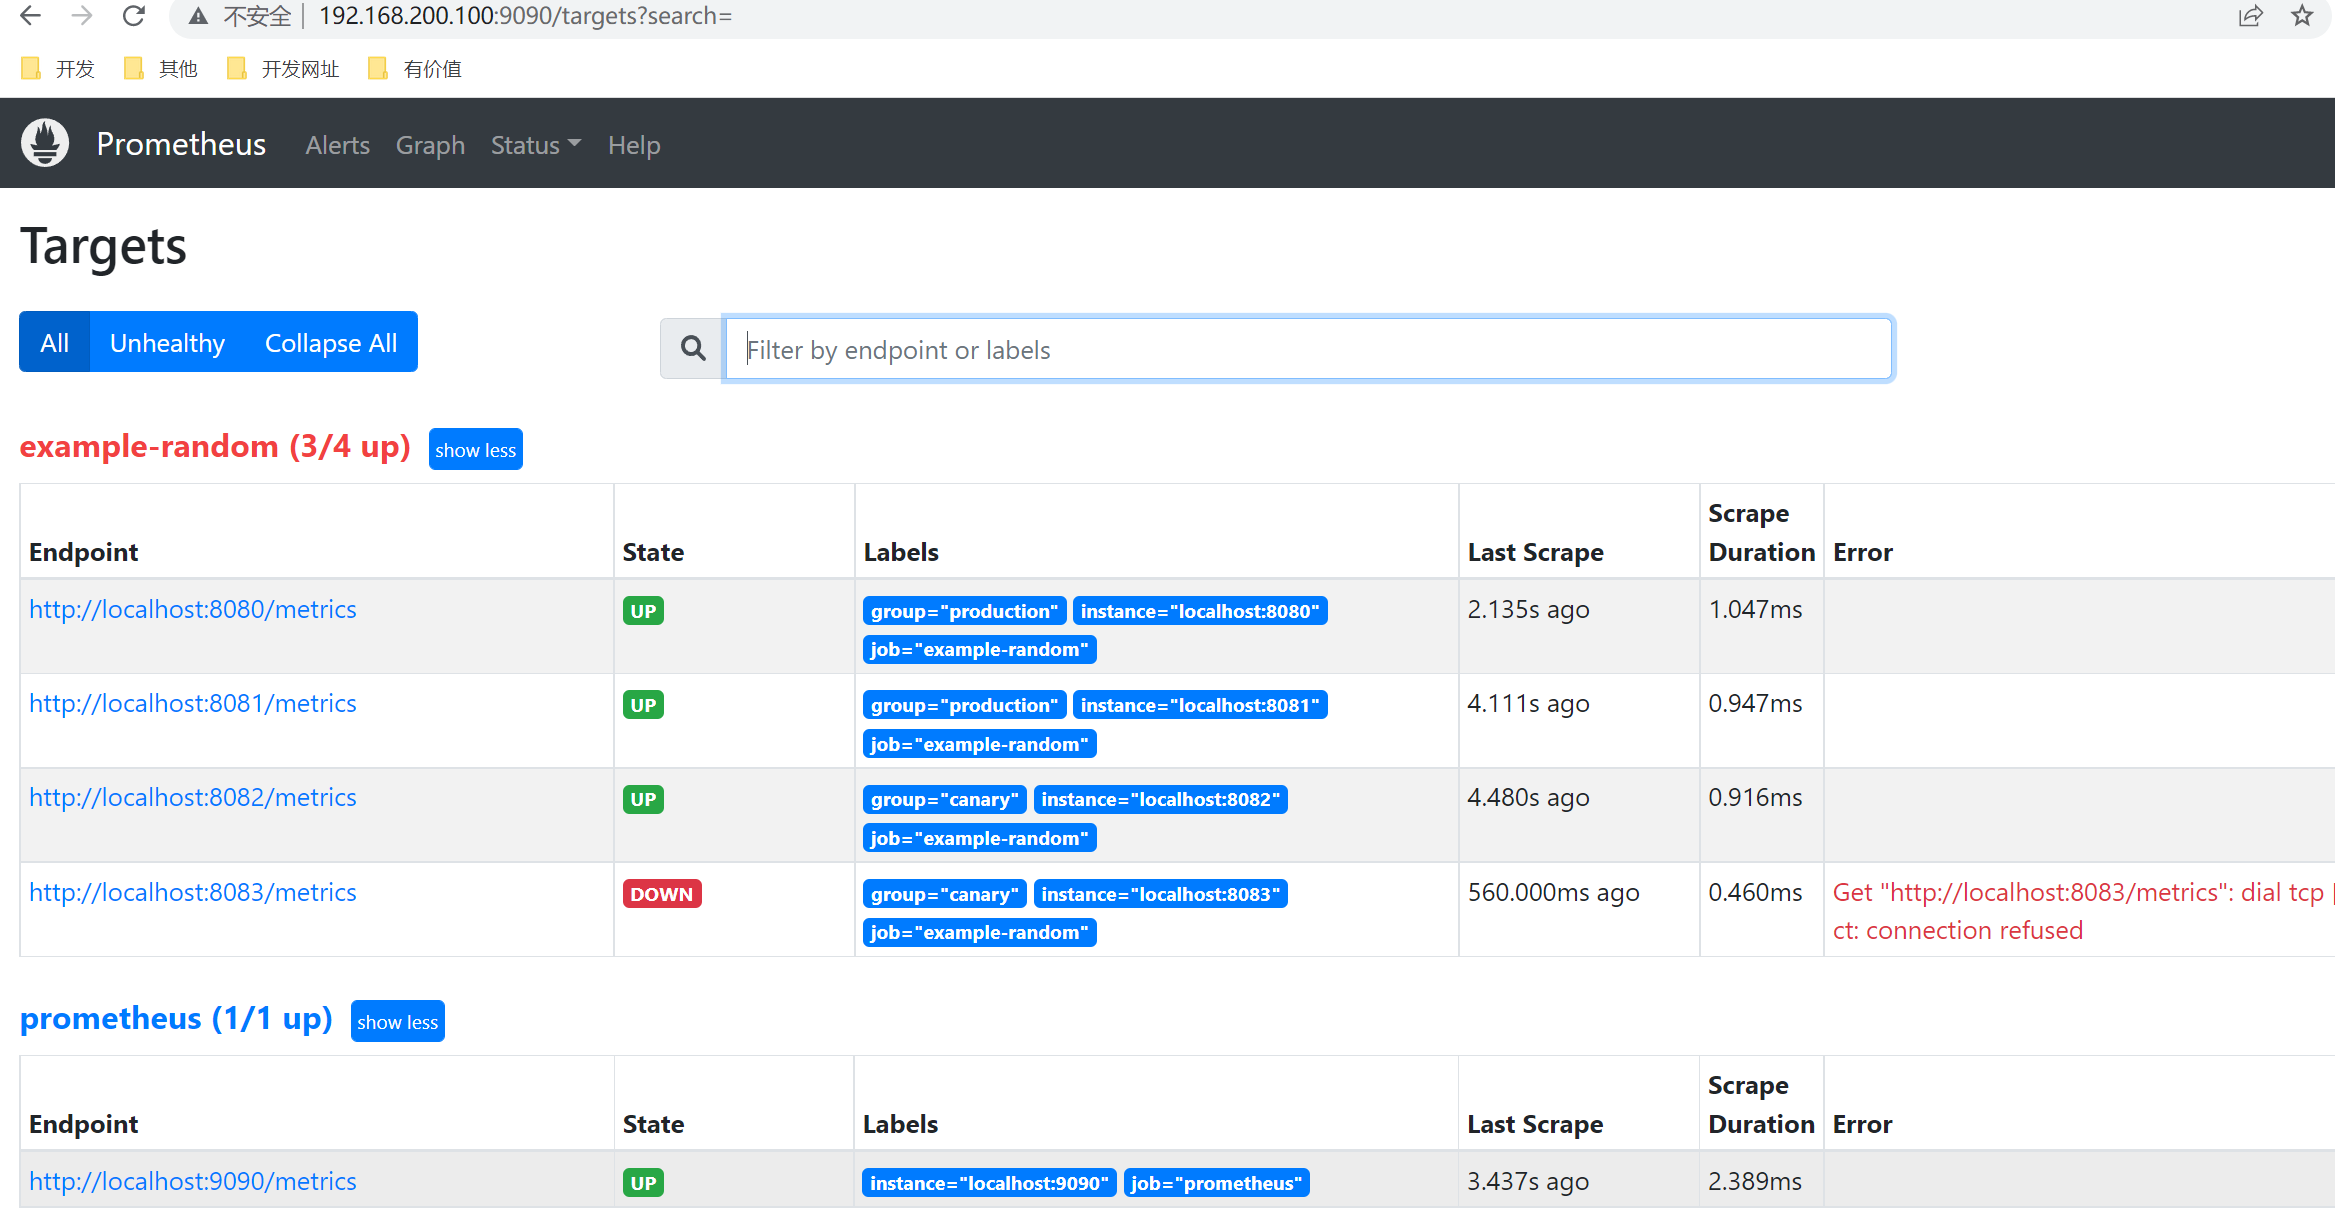 不安全 192.168.200.100:9090/targets?search=
开发 其他 开发网址 有价值
Prometheus Alerts Graph Status Help
Targets
All Unhealthy Collapse All Filter by endpoint or labels
example-random (3/4 up) show less
Endpoint State Labels Last Scrape Scrape Duration Error
http://localhost:8080/metrics UP group="production" instance="localhost:8080" 2.135s ago 1.047ms
job="example-random"
http://localhost:8081/metrics UP group="production" instance="localhost:8081" 4.111s ago 0.947ms
job="example-random"
http://localhost:8082/metrics UP group="canary" instance="localhost:8082" 4.480s ago 0.916ms
job="example-random"
http://localhost:8083/metrics DOWN group="canary" instance="localhost:8083" 560.000ms ago 0.460ms Get "http://localhost:8083/metrics": dial tcp
job="example-random" ct: connection refused
prometheus (1/1 up) show less
Endpoint State Labels Last Scrape Scrape Duration Error
http://localhost:9090/metrics UP instance="localhost:9090" job="prometheus" 3.437s ago 2.389ms